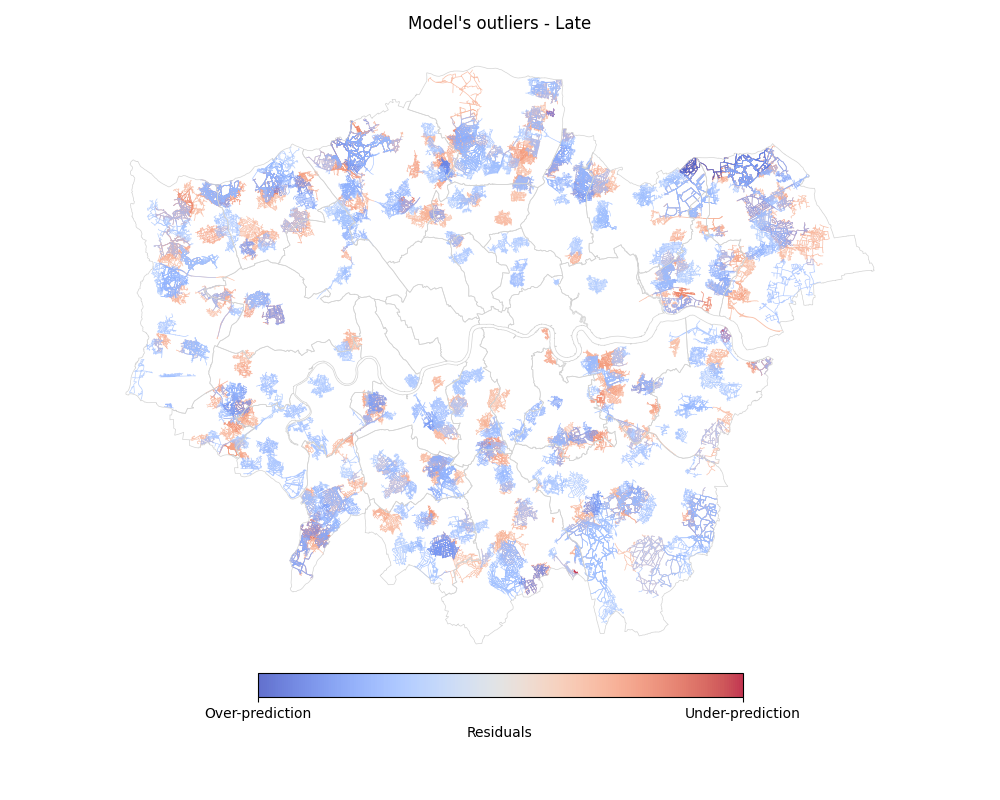 Model's outliers - Late
Over-prediction
Under-prediction
Residuals